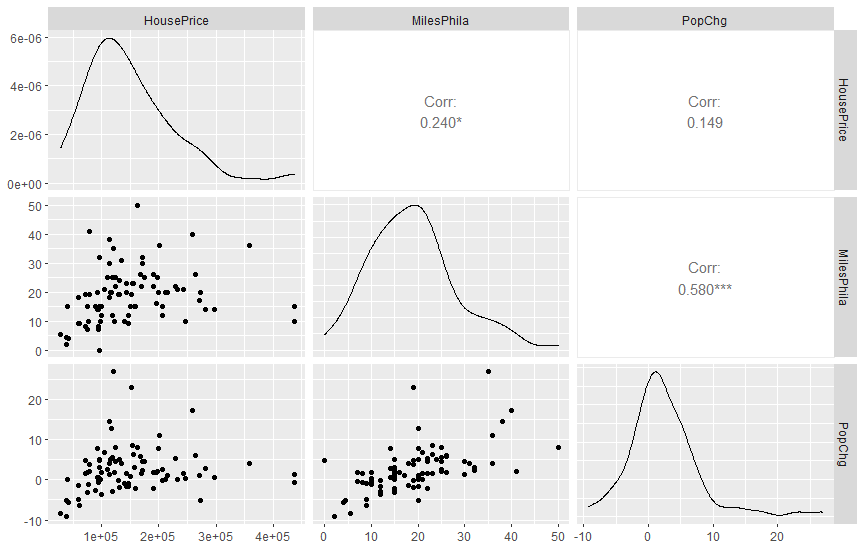 HousePrice MilesPhila PopChg
6e-06
4e-06
2e-06
0e+00
Corr:
0.240*
Corr:
0.149
HousePrice
50
40
30
20
10
0
Corr:
0.580***
MilesPhila
20
10
0
-10
PopChg
1e+05 2e+05 3e+05 4e+05 0 10 20 30 40 50 -10 0 10 20